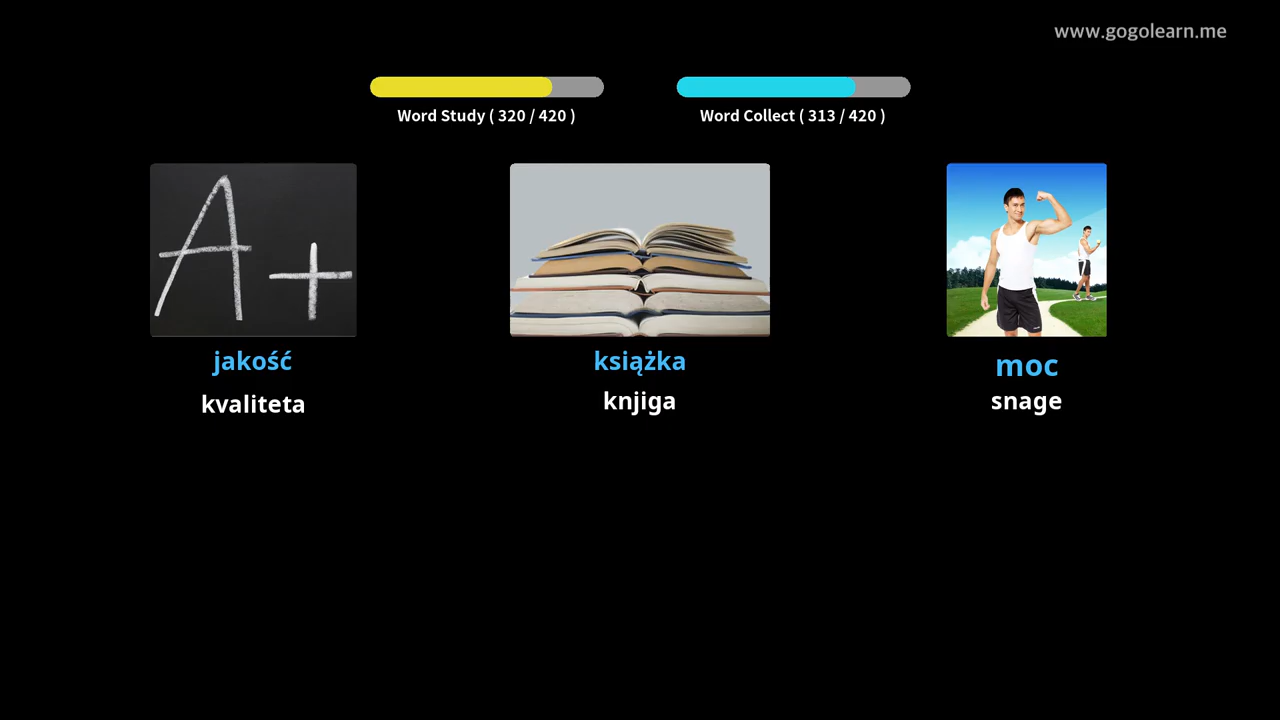 www.gogolearn.me
Word Study ( 320 / 420 )
Word Collect ( 313 / 420 )
A+
jakość
książka
moc
kvaliteta
knjiga
snage